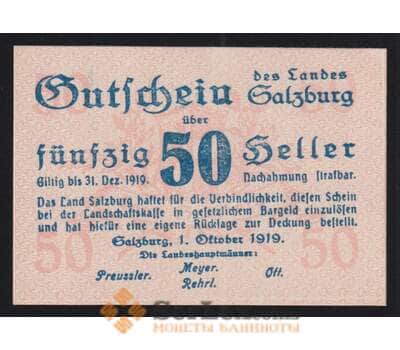 Gutschein des Landes Salzburg
über
fünfzig 50 Heller
Giltig bis 31. Dez. 1919. Nachahmung strafbar.
Das Land Salzburg haftet für die Verbindlichkeit, diesen Schein
bei der Landschaftskasse in gesetzlichem Bargeld einzulösen
und hat hiefür eine eigene Rücklage zur Deckung bestellt.
50 50
Salzburg, 1. Oktober 1919.
Die Landeshauptmänner:
Preussler. Meyer. Ott.
Rehrl.
МОНЕТЫ БАНКНОТЫ